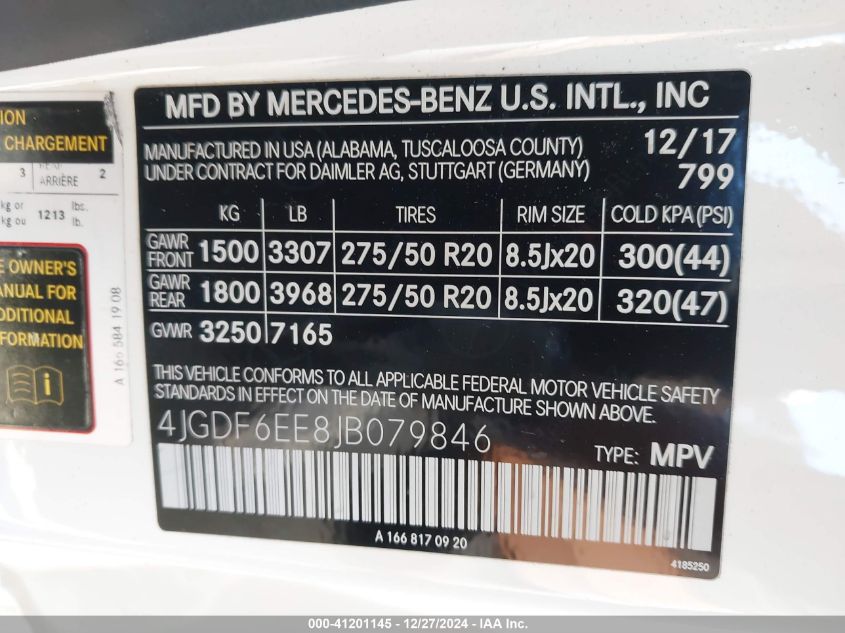 ION
CHARGEMENT
3
ARRIÈRE
2
kg or
kg ou
1213
lbs.
lb.
E OWNER'S
ANUAL FOR
DDITIONAL
FORMATION
A 166 584 19 08
MFD BY MERCEDES-BENZ U.S. INTL., INC
MANUFACTURED IN USA (ALABAMA, TUSCALOOSA COUNTY) 12/17
UNDER CONTRACT FOR DAIMLER AG, STUTTGART (GERMANY) 799
KG LB TIRES RIM SIZE COLD KPA (PSI)
GAWR FRONT 1500 3307 275/50 R20 8.5Jx20 300(44)
GAWR REAR 1800 3968 275/50 R20 8.5Jx20 320(47)
GVWR 3250 7165
THIS VEHICLE CONFORMS TO ALL APPLICABLE FEDERAL MOTOR VEHICLE SAFETY
STANDARDS IN EFFECT ON THE DATE OF MANUFACTURE SHOWN ABOVE.
4JGDF6EE8JB079846
TYPE: MPV
A 166 817 09 20
4185250
000-41201145 - 12/27/2024 - IAA Inc.